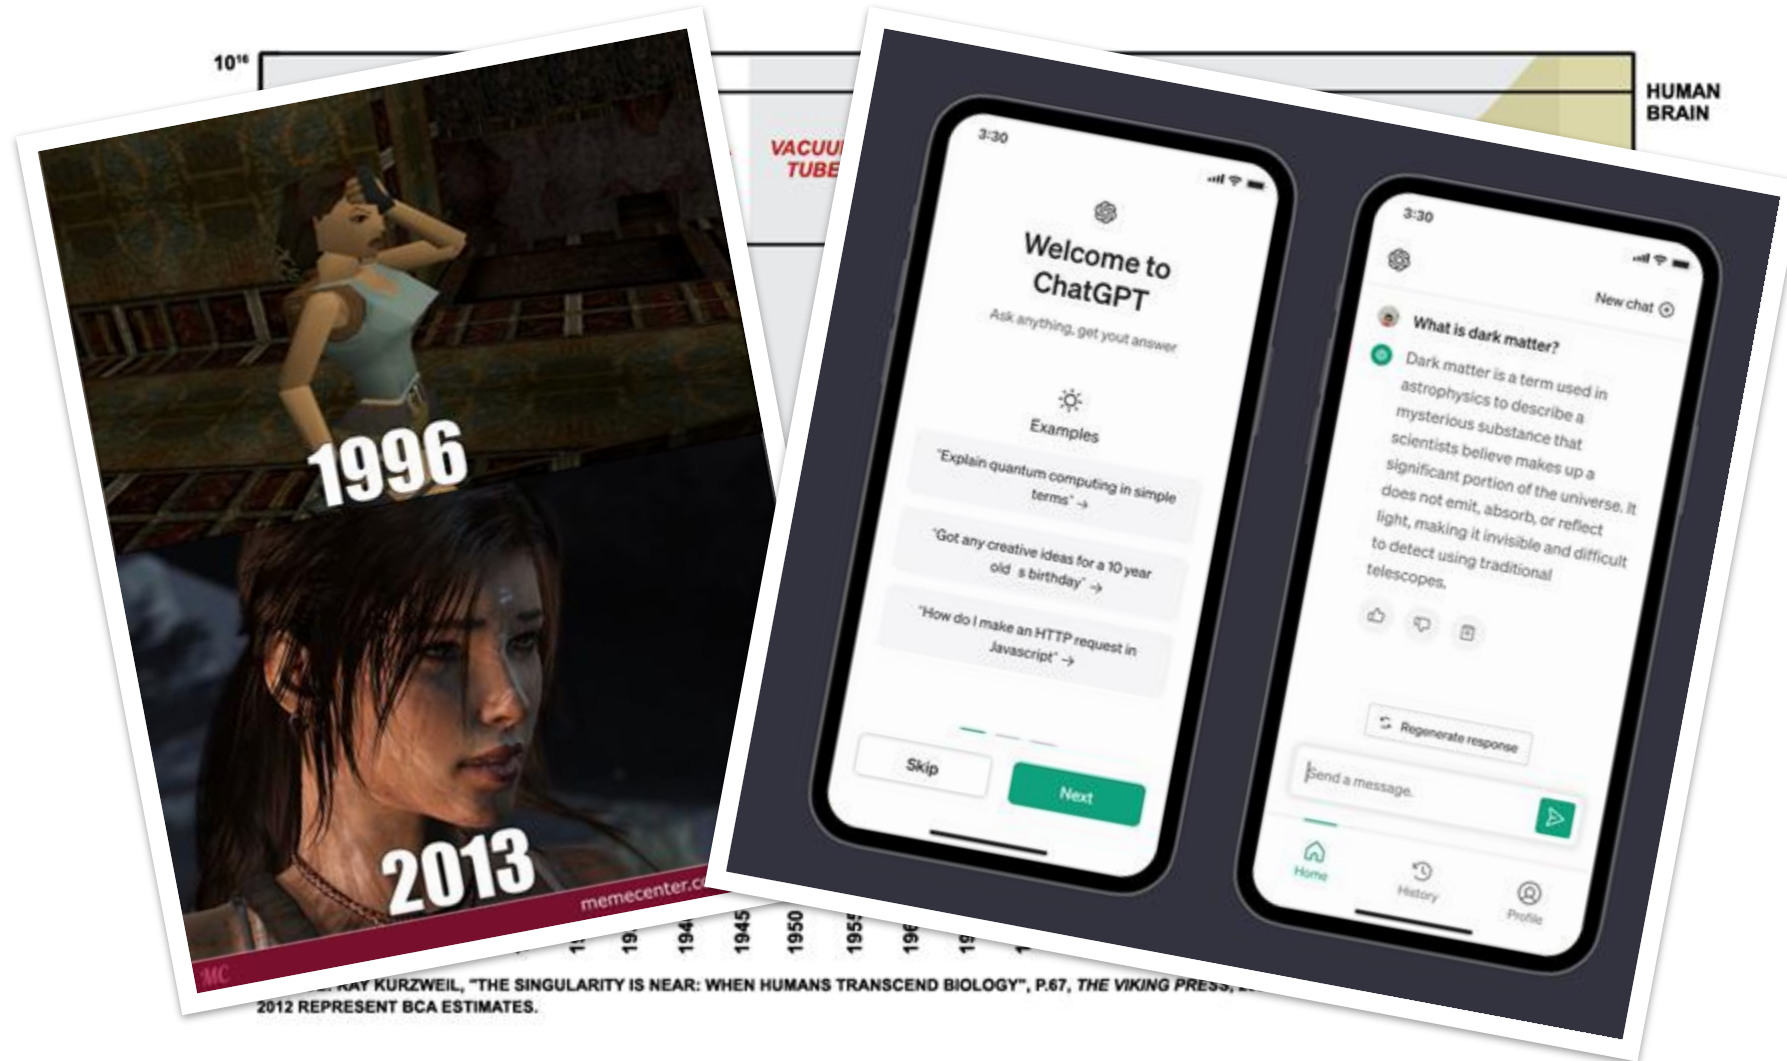 10¹⁶
HUMAN
BRAIN
VACUU
TUBE
1996
2013
memecenter.c
MC
3:30
Welcome to
ChatGPT
Ask anything, get yout answer
Examples
"Explain quantum computing in simple
terms" →
"Got any creative ideas for a 10 year
old s birthday" →
"How do I make an HTTP request in
Javascript" →
Skip
Next
3:30
New chat
What is dark matter?
Dark matter is a term used in
astrophysics to describe a
mysterious substance that
scientists believe makes up a
significant portion of the universe. It
does not emit, absorb, or reflect
light, making it invisible and difficult
to detect using traditional
telescopes.
Regenerate response
Send a message.
Home
History
Profile
1945
1950
1955
RAY KURZWEIL, "THE SINGULARITY IS NEAR: WHEN HUMANS TRANSCEND BIOLOGY", P.67, THE VIKING PRESS,
2012 REPRESENT BCA ESTIMATES.